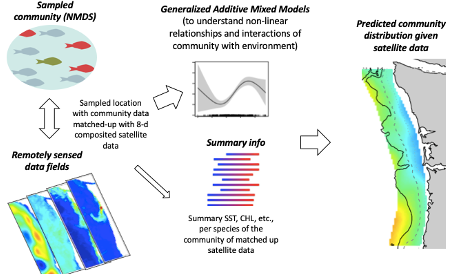 Sampled
community (NMDS)
Generalized Additive Mixed Models
(to understand non-linear
relationships and interactions of
community with environment)
Predicted community
distribution given
satellite data
Sampled location
with community data
matched-up with 8-d
composited satellite
data
Remotely sensed
data fields
Summary info
Summary SST, CHL, etc.,
per species of the
community of matched up
satellite data